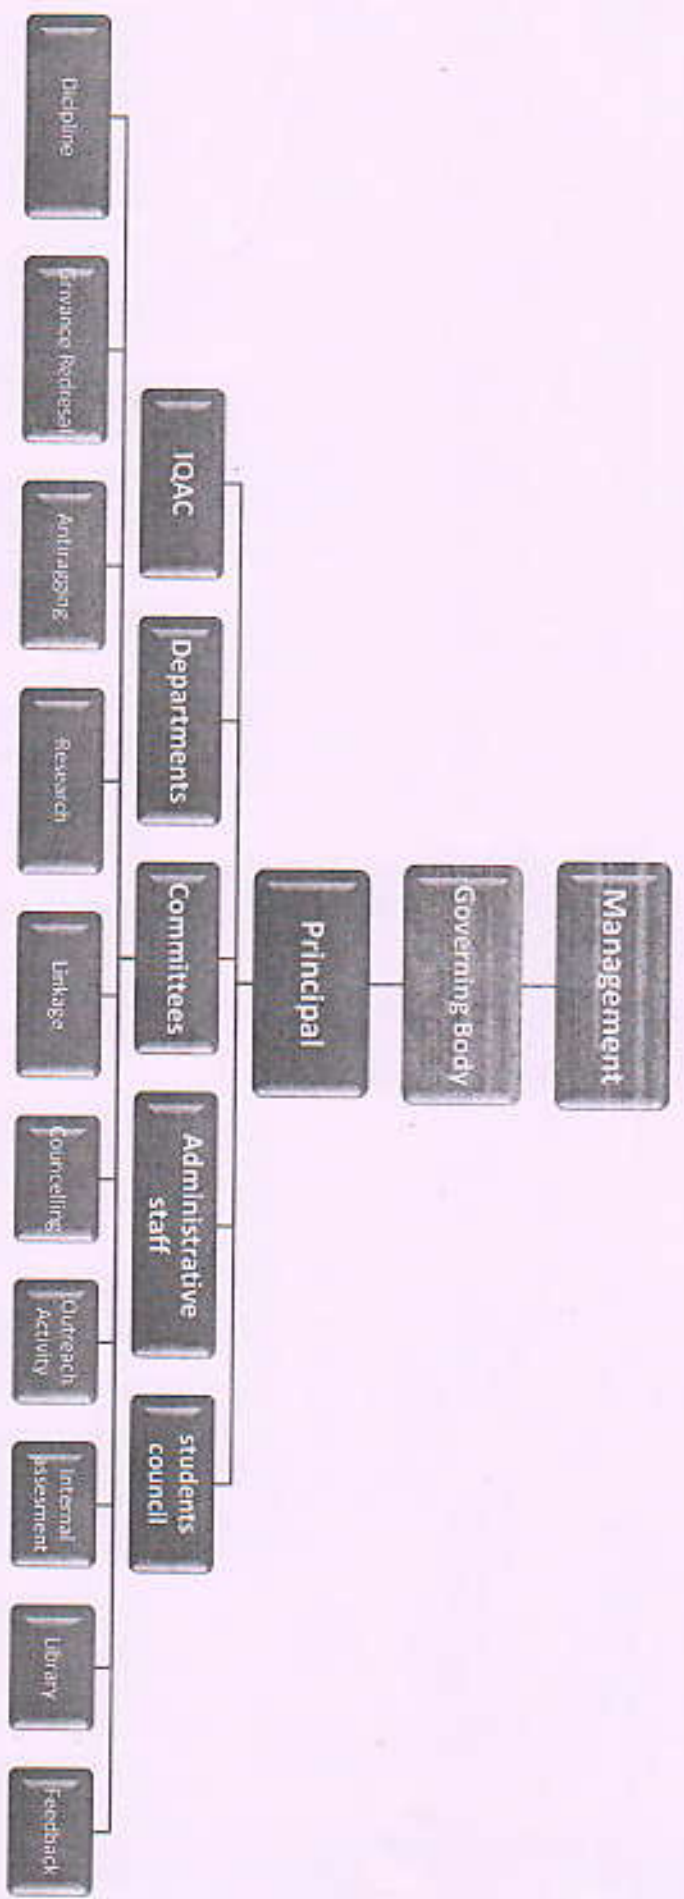 Management
Governing Body
Principal
IQAC
Departments
Committees
Administrative
staff
students
council
Dicipline
Grivance Redresal
Antiragging
Research
Linkage
Councelling
Outreach
Activity
Internal
assesment
Library
Feedback